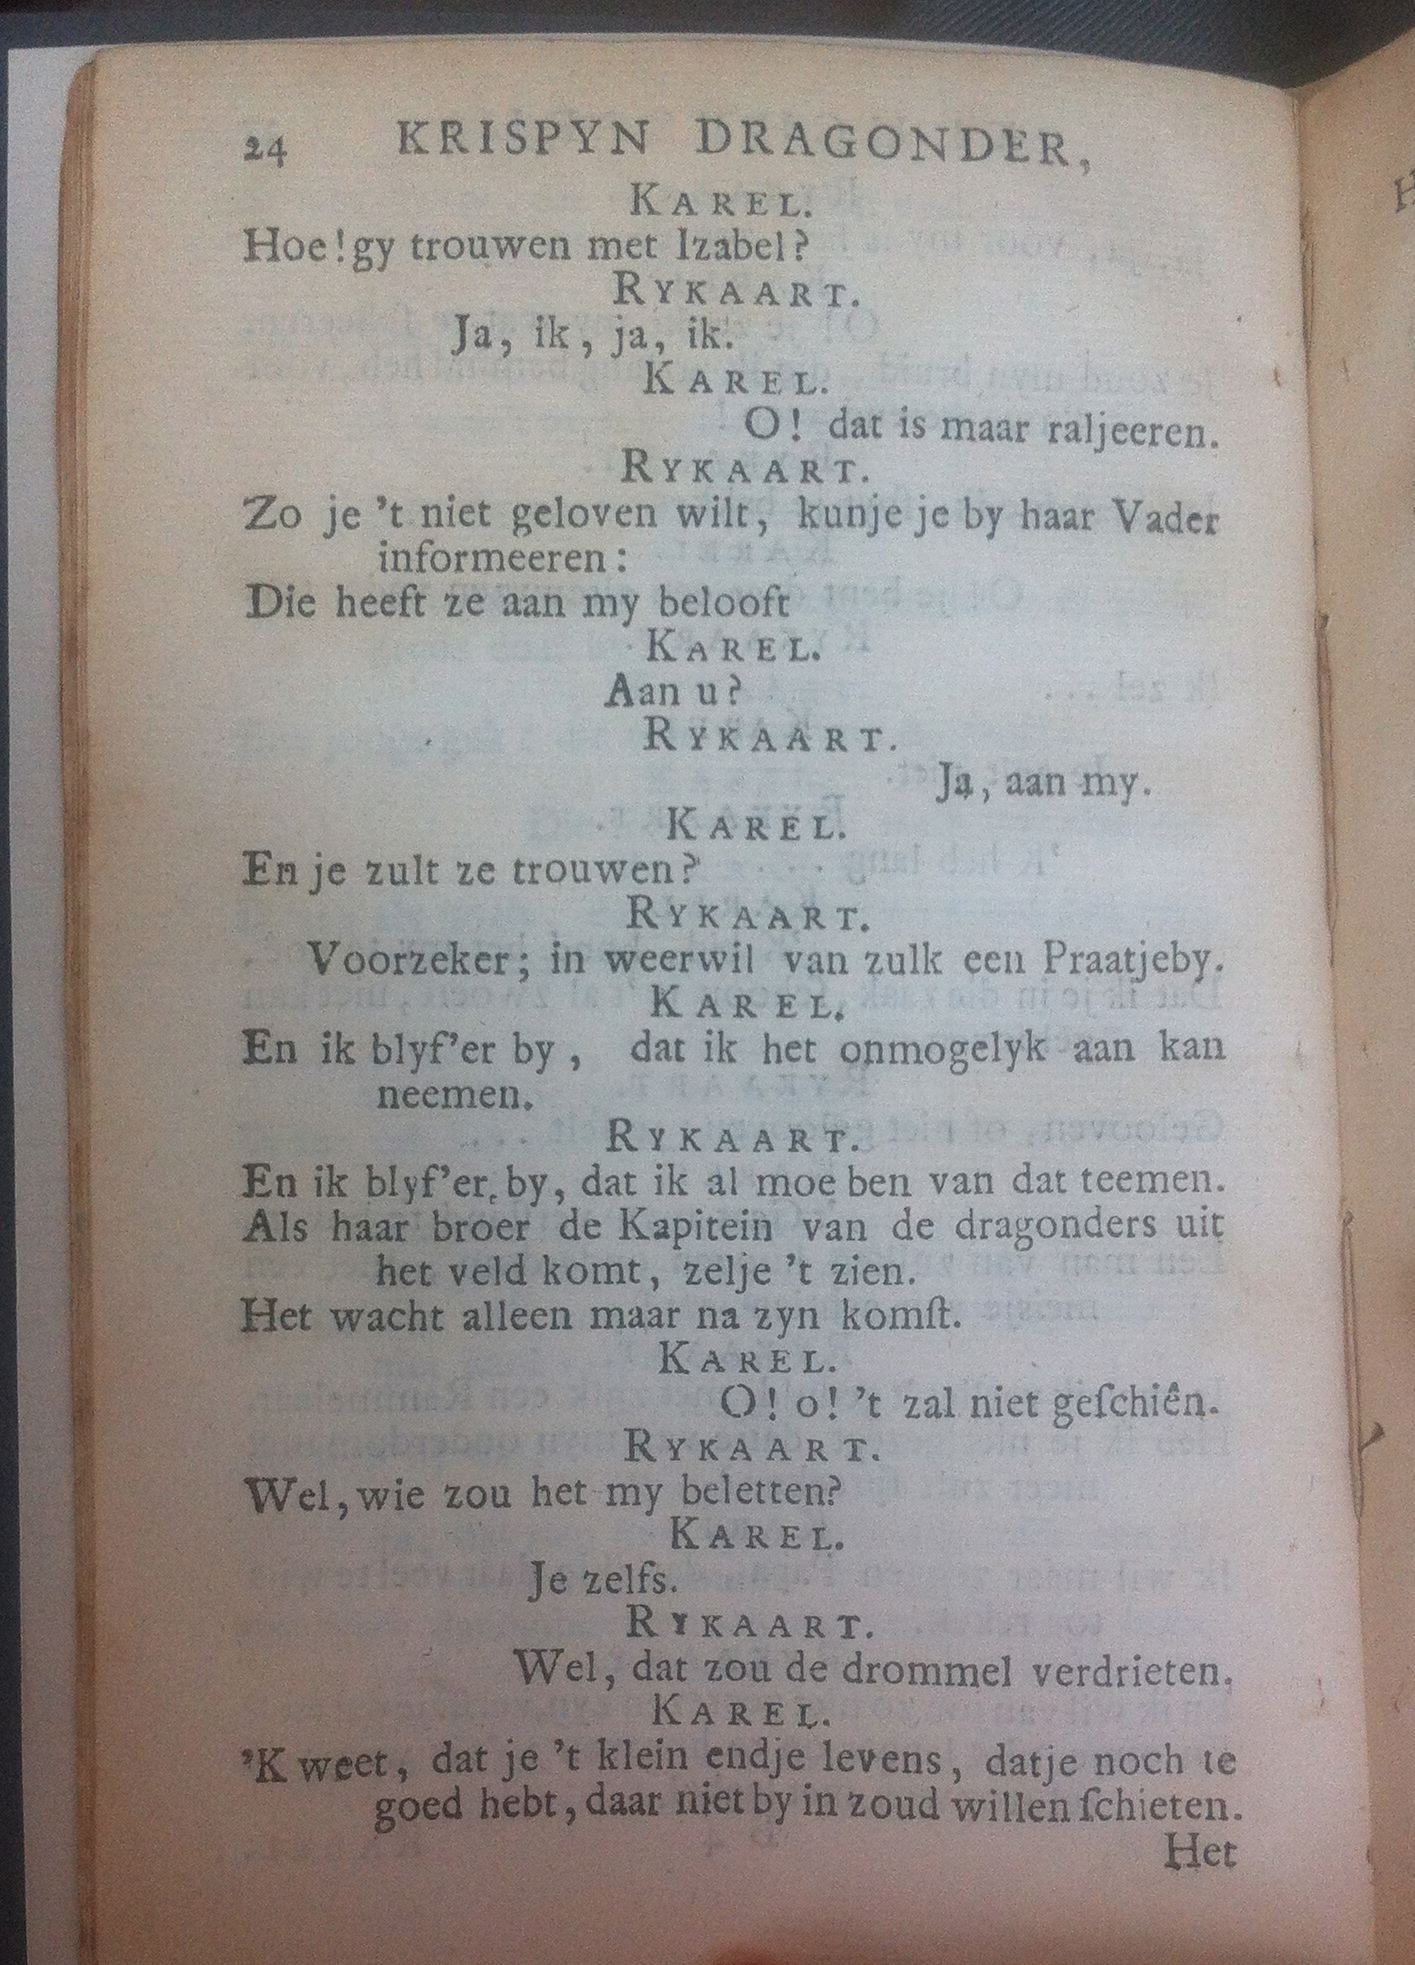 24 KRISPYN DRAGONDER,
KAREL.
Hoe! gy trouwen met Izabel?
RYKAART.
Ja, ik, ja, ik.
KAREL.
O! dat is maar raljeeren.
RYKAART.
Zo je 't niet geloven wilt, kunje je by haar Vader
informeeren:
Die heeft ze aan my belooft
KAREL.
Aan u?
RYKAART.
Ja, aan my.
KAREL.
En je zult ze trouwen?
RYKAART.
Voorzeker; in weerwil van zulk een Praatjeby.
KAREL.
En ik blyf'er by, dat ik het onmogelyk aan kan
neemen.
RYKAART.
En ik blyf'er by, dat ik al moe ben van dat teemen.
Als haar broer de Kapitein van de dragonders uit
het veld komt, zelje 't zien.
Het wacht alleen maar na zyn komſt.
KAREL.
O! o! 't zal niet geſchiên.
RYKAART.
Wel, wie zou het my beletten?
KAREL.
Je zelfs.
RYKAART.
Wel, dat zou de drommel verdrieten.
KAREL.
'K weet, dat je 't klein endje levens, datje noch te
goed hebt, daar niet by in zoud willen ſchieten.
Het